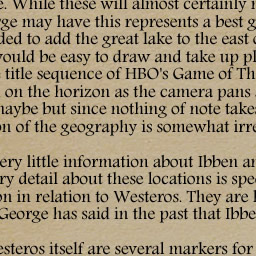 e. While these will almost certainly
rge may have this represents a best g
ded to add the great lake to the east
would be easy to draw and take up pl
title sequence of HBO's Game of Th
on the horizon as the camera pans
maybe but since nothing of note take
on of the geography is somewhat irre
ery little information about Ibben a
ry detail about these locations is spe
on in relation to Westeros. They are
George has said in the past that Ibbe
esteros itself are several markers for